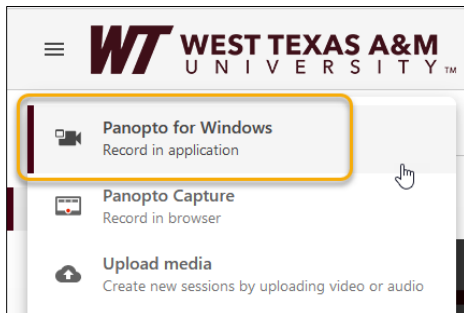 WT WEST TEXAS A&M
UNIVERSITY TM
Panopto for Windows
Record in application
Panopto Capture
Record in browser
Upload media
Create new sessions by uploading video or audio